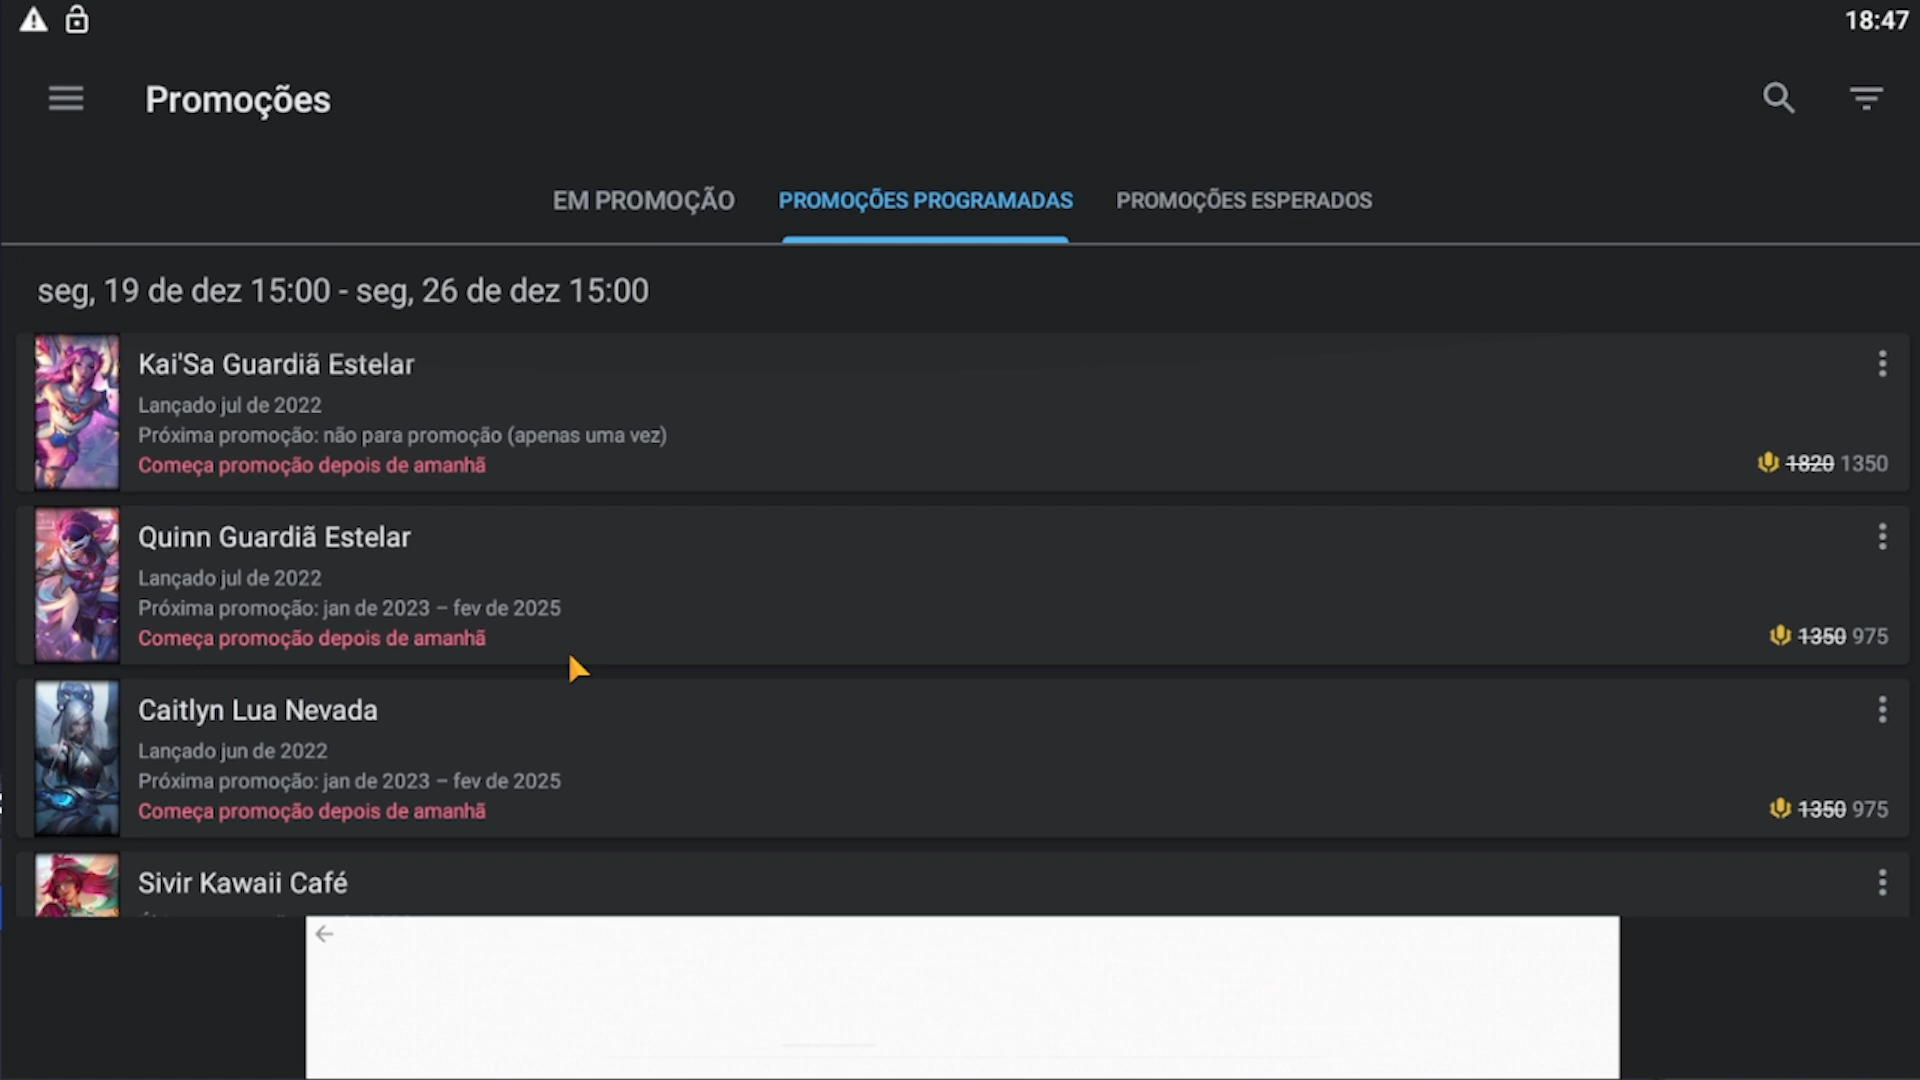 18:47
Promoções
EM PROMOÇÃO
PROMOÇÕES PROGRAMADAS
PROMOÇÕES ESPERADOS
seg, 19 de dez 15:00 - seg, 26 de dez 15:00
Kai'Sa Guardiã Estelar
Lançado jul de 2022
Próxima promoção: não para promoção (apenas uma vez)
Começa promoção depois de amanhã
1820 1350
Quinn Guardiã Estelar
Lançado jul de 2022
Próxima promoção: jan de 2023 – fev de 2025
Começa promoção depois de amanhã
1350 975
Caitlyn Lua Nevada
Lançado jun de 2022
Próxima promoção: jan de 2023 – fev de 2025
Começa promoção depois de amanhã
1350 975
Sivir Kawaii Café